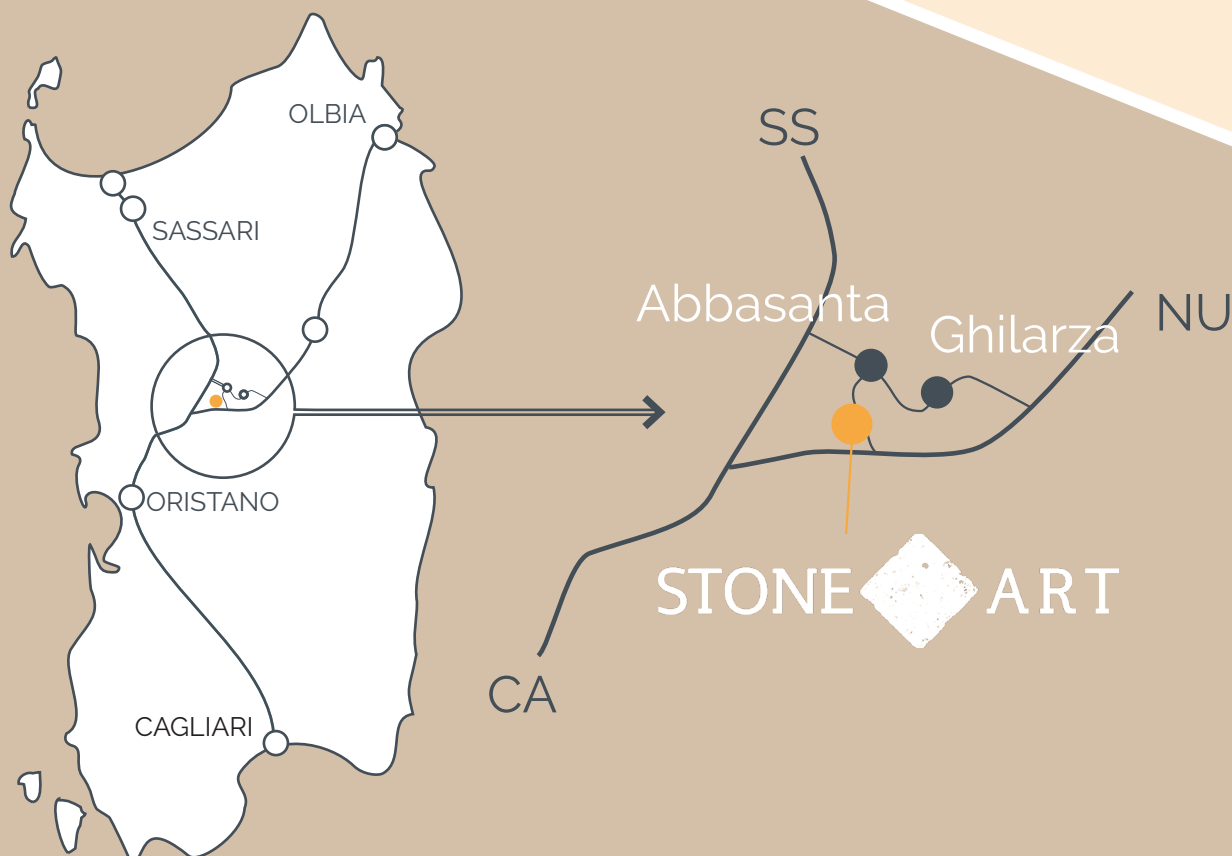 OLBIA
SASSARI
ORISTANO
CAGLIARI
SS
Abbasanta
Ghilarza
NU
STONE ART
CA